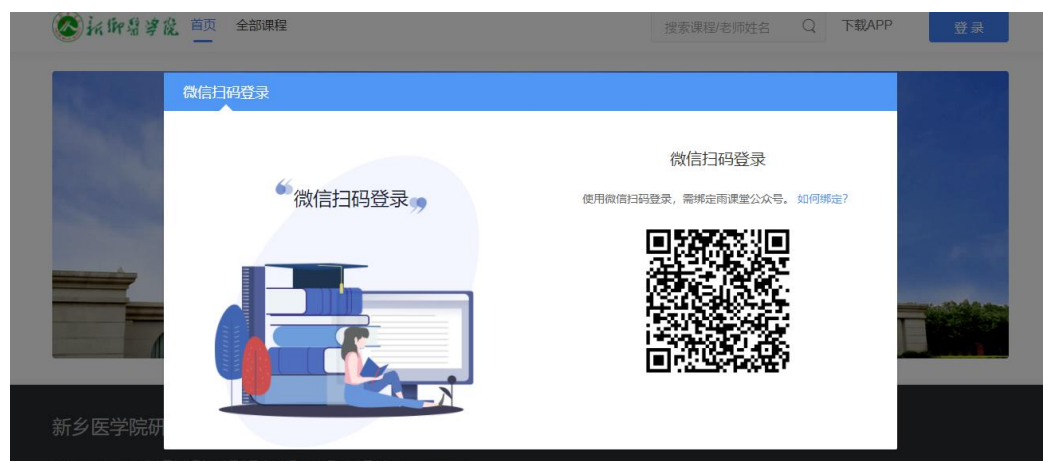 新乡医学院 首页 全部课程 搜索课程/老师姓名 下载APP 登录
微信扫码登录
“微信扫码登录”
微信扫码登录
使用微信扫码登录，需绑定雨课堂公众号。 如何绑定?
新乡医学院研